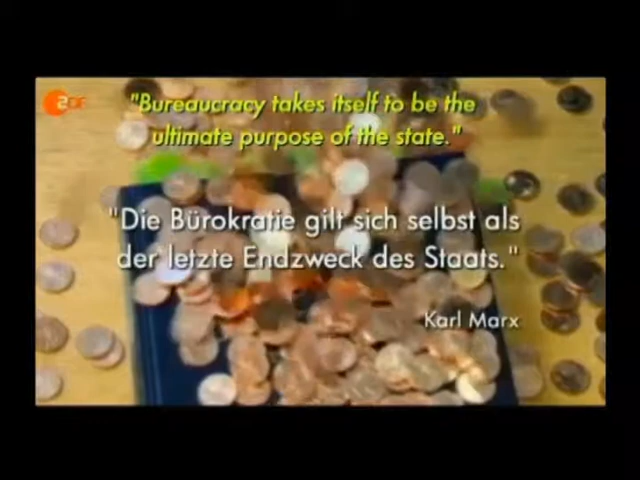 ZDF
"Bureaucracy takes itself to be the
ultimate purpose of the state."
"Die Bürokratie gilt sich selbst als
der letzte Endzweck des Staats."
Karl Marx